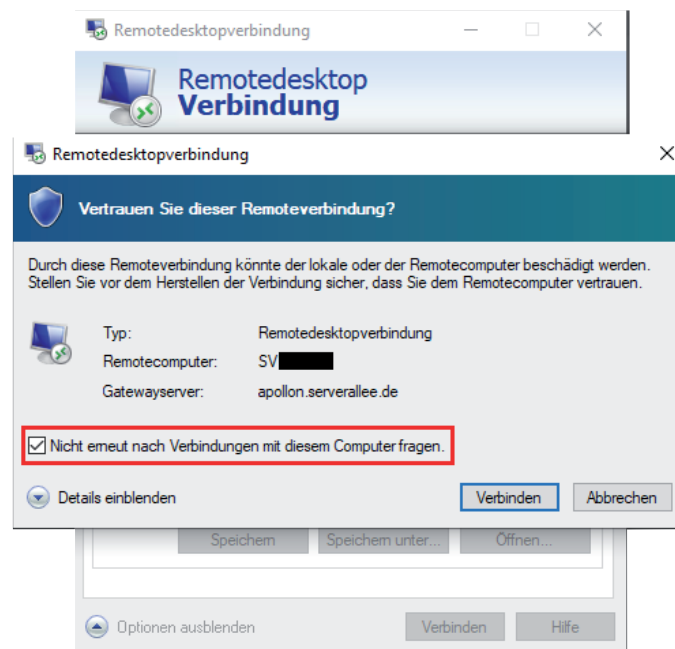 Remotedesktopverbindung
Remotedesktop
Verbindung
Remotedesktopverbindung
Vertrauen Sie dieser Remoteverbindung?
Durch diese Remoteverbindung könnte der lokale oder der Remotecomputer beschädigt werden.
Stellen Sie vor dem Herstellen der Verbindung sicher, dass Sie dem Remotecomputer vertrauen.
Typ: Remotedesktopverbindung
Remotecomputer: SV
Gatewayserver: apollon.serverallee.de
Nicht erneut nach Verbindungen mit diesem Computer fragen.
Details einblenden Verbinden Abbrechen
Speichern Speichern unter... Öffnen...
Optionen ausblenden Verbinden Hilfe